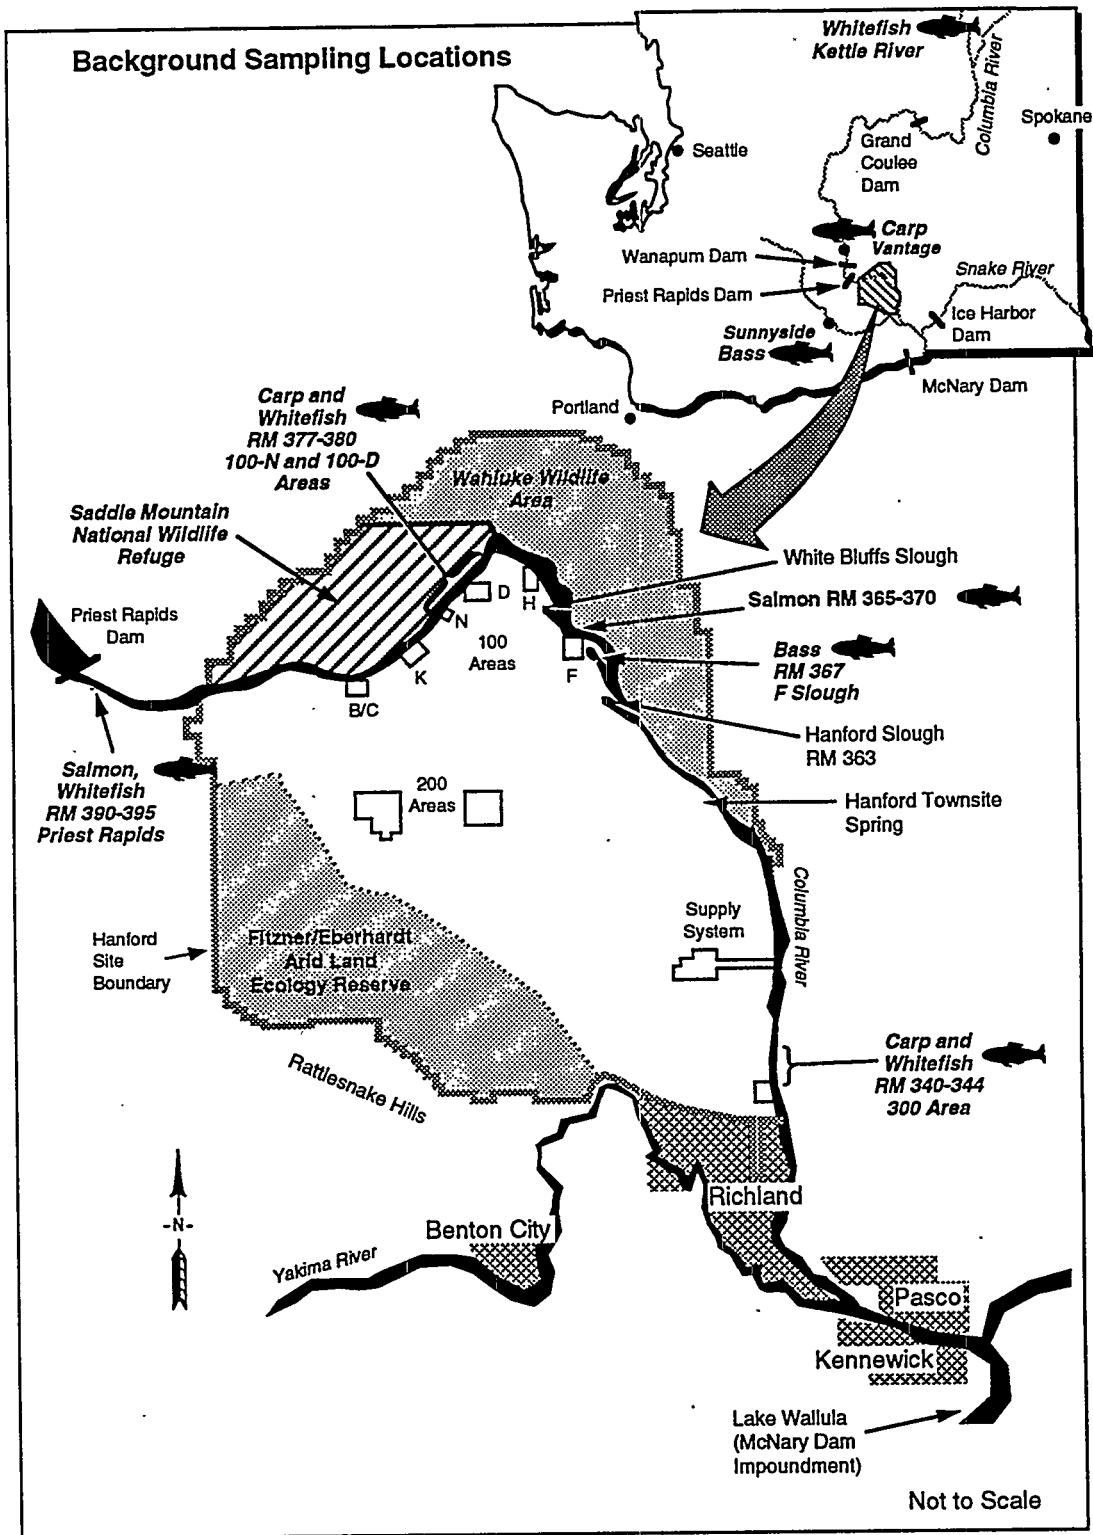 Background Sampling Locations
Whitefish
Kettle River
Columbia River
Spokane
Seattle
Grand
Coulee
Dam
Carp
Vantage
Wanapum Dam
Snake River
Priest Rapids Dam
Ice Harbor
Dam
Sunnyside
Bass
McNary Dam
Portland
Carp and
Whitefish
RM 377-380
100-N and 100-D
Areas
Wahluke Wildlife
Area
Saddle Mountain
National Wildlife
Refuge
White Bluffs Slough
Salmon RM 365-370
Priest Rapids
Dam
D
H
N
100
Areas
K
F
B/C
Bass
RM 367
F Slough
Hanford Slough
RM 363
Salmon,
Whitefish
RM 390-395
Priest Rapids
200
Areas
Hanford Townsite
Spring
Columbia River
Supply
System
Hanford
Site
Boundary
Fitzner/Eberhardt
Arid Land
Ecology Reserve
Carp and
Whitefish
RM 340-344
300 Area
Rattlesnake Hills
-N-
Richland
Benton City
Yakima River
Pasco
Kennewick
Lake Wallula
(McNary Dam
Impoundment)
Not to Scale